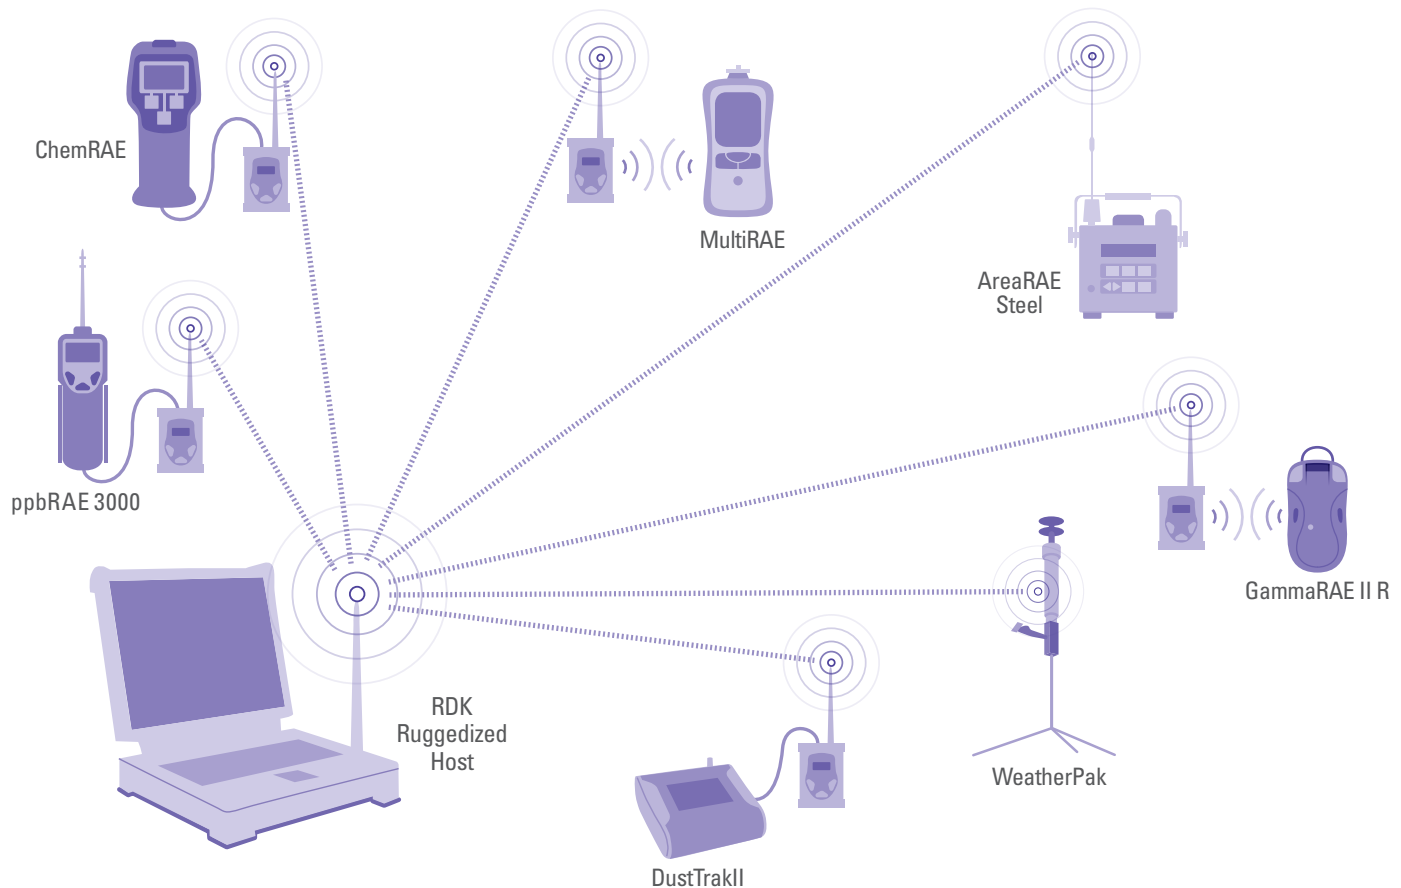 ChemRAE
MultiRAE
AreaRAE
Steel
ppbRAE 3000
GammaRAE II R
RDK
Ruggedized
Host
WeatherPak
DustTrakII